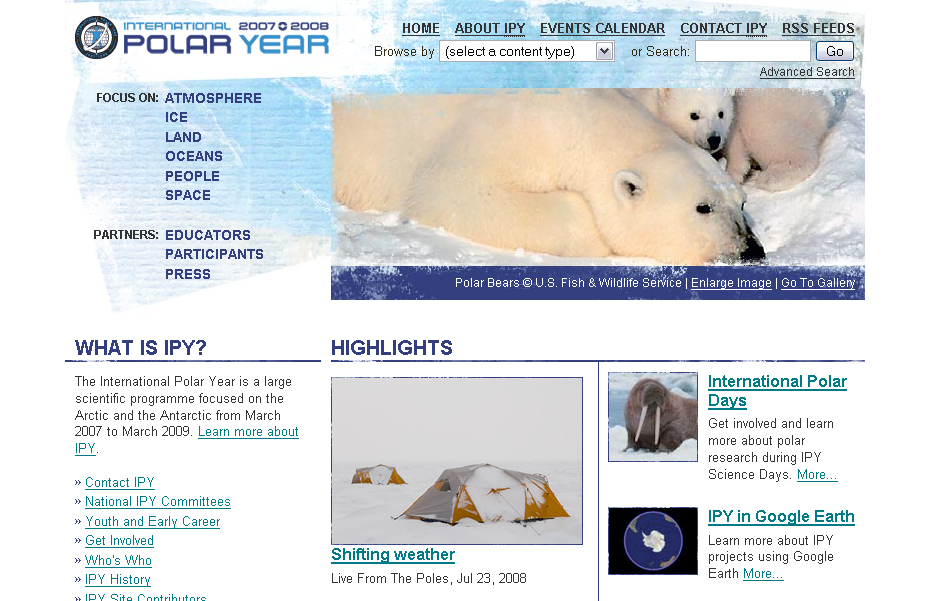 INTERNATIONAL 2007 2008
POLAR YEAR
HOME ABOUT IPY EVENTS CALENDAR CONTACT IPY RSS FEEDS
Browse by (select a content type) or Search: Go
Advanced Search
FOCUS ON: ATMOSPHERE
ICE
LAND
OCEANS
PEOPLE
SPACE
PARTNERS: EDUCATORS
PARTICIPANTS
PRESS
Polar Bears © U.S. Fish & Wildlife Service | Enlarge Image | Go To Gallery
WHAT IS IPY?
The International Polar Year is a large
scientific programme focused on the
Arctic and the Antarctic from March
2007 to March 2009. Learn more about
IPY.
» Contact IPY
» National IPY Committees
» Youth and Early Career
» Get Involved
» Who's Who
» IPY History
» IPY Site Contributors
HIGHLIGHTS
Shifting weather
Live From The Poles, Jul 23, 2008
International Polar
Days
Get involved and learn
more about polar
research during IPY
Science Days. More...
IPY in Google Earth
Learn more about IPY
projects using Google
Earth More...